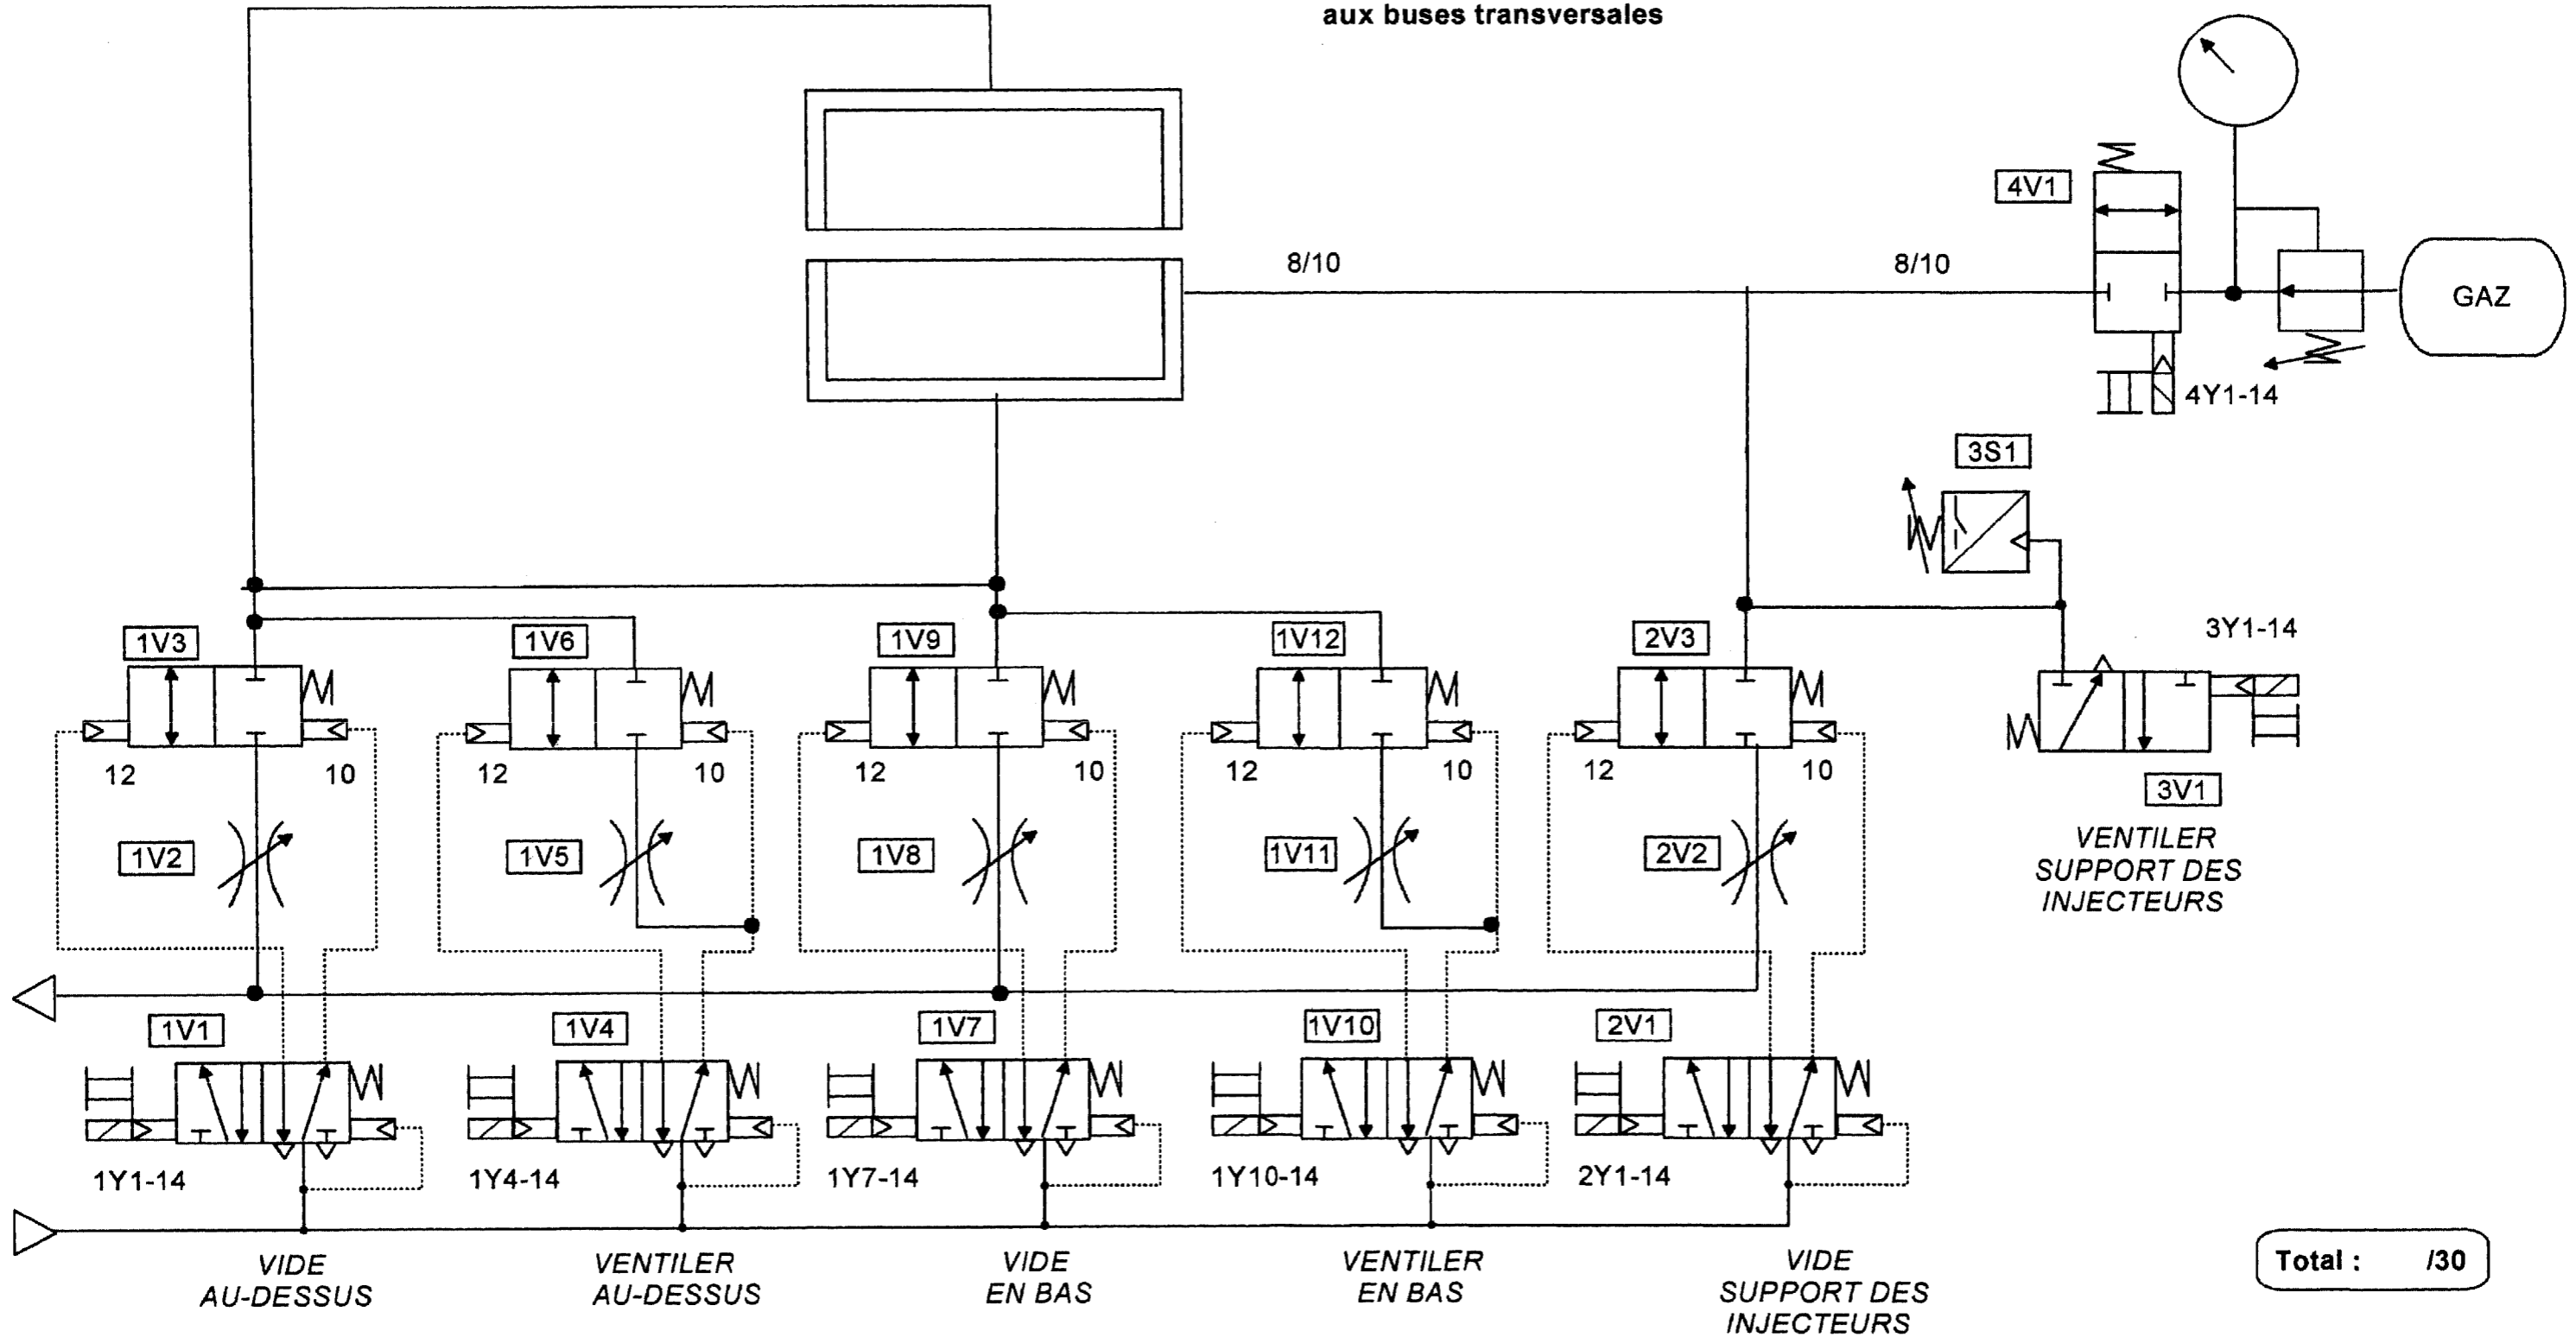 aux buses transversales
4V1
8/10
8/10
GAZ
4Y1-14
3S1
1V3
1V6
1V9
1V12
2V3
3Y1-14
12
10
12
10
12
10
12
10
12
10
3V1
1V2
1V5
1V8
1V11
2V2
VENTILER
SUPPORT DES
INJECTEURS
1V1
1V4
1V7
1V10
2V1
1Y1-14
1Y4-14
1Y7-14
1Y10-14
2Y1-14
VIDE
AU-DESSUS
VENTILER
AU-DESSUS
VIDE
EN BAS
VENTILER
EN BAS
VIDE
SUPPORT DES
INJECTEURS
Total : /30